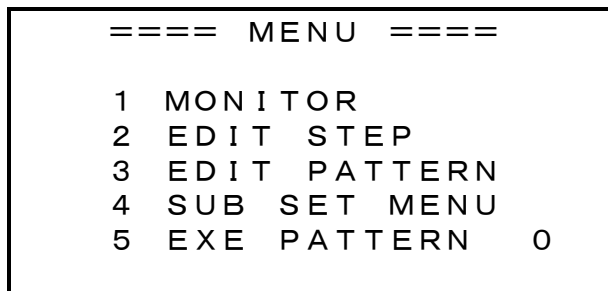 ==== MENU ====
1 MONITOR
2 EDIT STEP
3 EDIT PATTERN
4 SUB SET MENU
5 EXE PATTERN 0